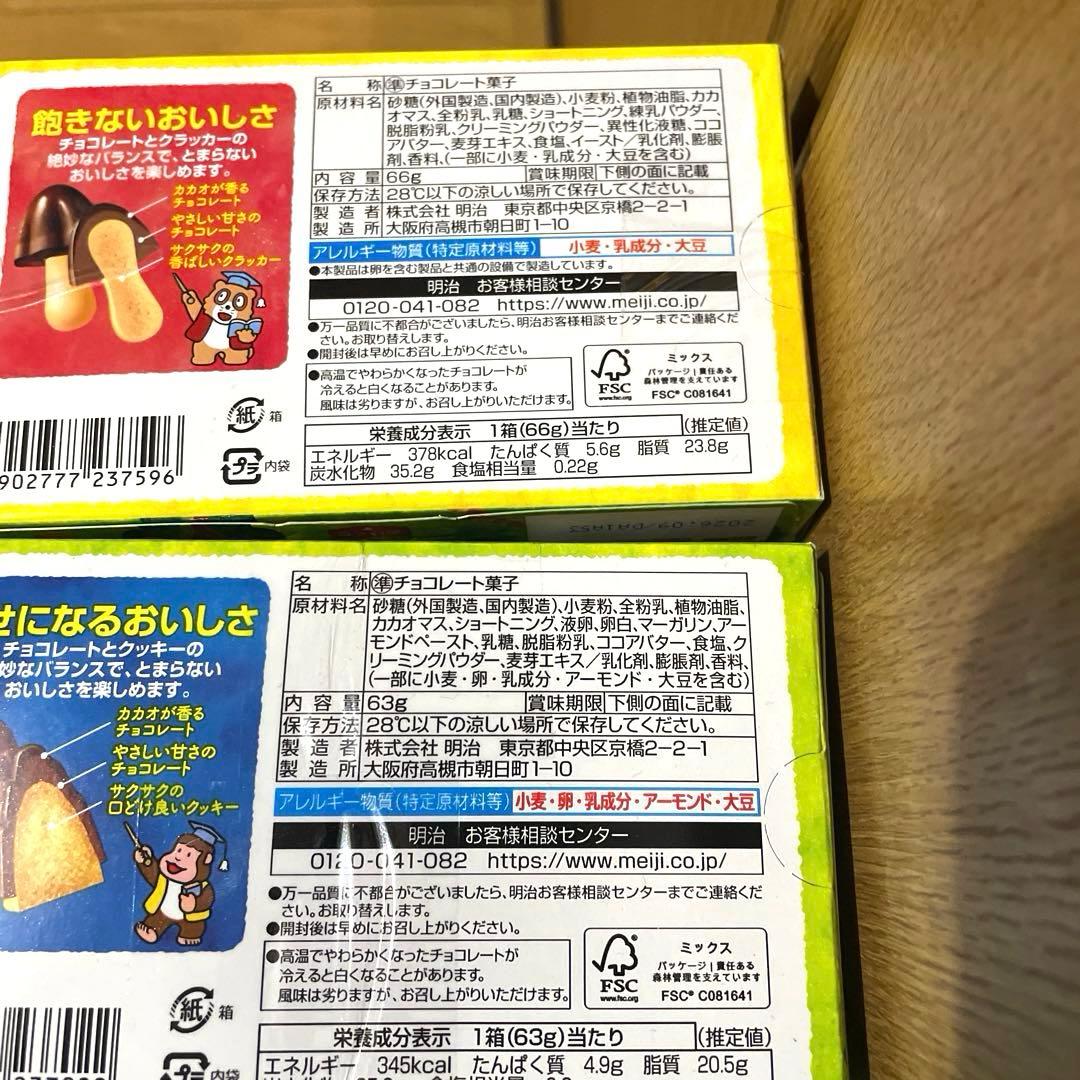 飽きないおいしさ
チョコレートとクラッカーの
絶妙なバランスで、とまらない
おいしさを楽しめます。
カカオが香る
チョコレート
やさしい甘さの
チョコレート
サクサクの
香ばしいクラッカー
名 称 ㊜チョコレート菓子
原材料名 砂糖(外国製造、国内製造)、小麦粉、植物油脂、カカ
オマス、全粉乳、乳糖、ショートニング、練乳パウダー、
脱脂粉乳、クリーミングパウダー、異性化液糖、ココ
アバター、麦芽エキス、食塩、イースト/乳化剤、膨脹
剤、香料、(一部に小麦・乳成分・大豆を含む)
内 容 量 66g 賞味期限 下側の面に記載
保存方法 28℃以下の涼しい場所で保存してください。
製 造 者 株式会社 明治 東京都中央区京橋2-2-1
製 造 所 大阪府高槻市朝日町1-10
アレルギー物質(特定原材料等) 小麦・乳成分・大豆
●本製品は卵を含む製品と共通の設備で製造しています。
明治 お客様相談センター
0120-041-082 https://www.meiji.co.jp/
●万一品質に不都合がございましたら、明治お客様相談センターまでご連絡くだ
さい。お取り替えします。
●開封後は早めにお召し上がりください。
●高温でやわらかくなったチョコレートが
冷えると白くなることがあります。
風味は劣りますが、お召し上がりいただけます。
FSC
www.fsc.org
ミックス
パッケージ|責任ある
森林管理を支えています
FSC® C081641
紙 箱
プラ 内袋
902777 237596
栄養成分表示 1箱(66g)当たり (推定値)
エネルギー 378kcal たんぱく質 5.6g 脂質 23.8g
炭水化物 35.2g 食塩相当量 0.22g
2026.09/DA1A53
せになるおいしさ
チョコレートとクッキーの
妙なバランスで、とまらない
おいしさを楽しめます。
カカオが香る
チョコレート
やさしい甘さの
チョコレート
サクサクの
口どけ良いクッキー
名 称 ㊜チョコレート菓子
原材料名 砂糖(外国製造、国内製造)、小麦粉、全粉乳、植物油脂、
カカオマス、ショートニング、液卵、卵白、マーガリン、アー
モンドペースト、乳糖、脱脂粉乳、ココアバター、食塩、ク
リーミングパウダー、麦芽エキス/乳化剤、膨脹剤、香料、
(一部に小麦・卵・乳成分・アーモンド・大豆を含む)
内 容 量 63g 賞味期限 下側の面に記載
保存方法 28℃以下の涼しい場所で保存してください。
製 造 者 株式会社 明治 東京都中央区京橋2-2-1
製 造 所 大阪府高槻市朝日町1-10
アレルギー物質(特定原材料等) 小麦・卵・乳成分・アーモンド・大豆
明治 お客様相談センター
0120-041-082 https://www.meiji.co.jp/
●万一品質に不都合がございましたら、明治お客様相談センターまでご連絡くだ
さい。お取り替えします。
●開封後は早めにお召し上がりください。
●高温でやわらかくなったチョコレートが
冷えると白くなることがあります。
風味は劣りますが、お召し上がりいただけます。
FSC
www.fsc.org
ミックス
パッケージ|責任ある
森林管理を支えています
FSC® C081641
紙 箱
プラ 内袋
栄養成分表示 1箱(63g)当たり (推定値)
エネルギー 345kcal たんぱく質 4.9g 脂質 20.5g